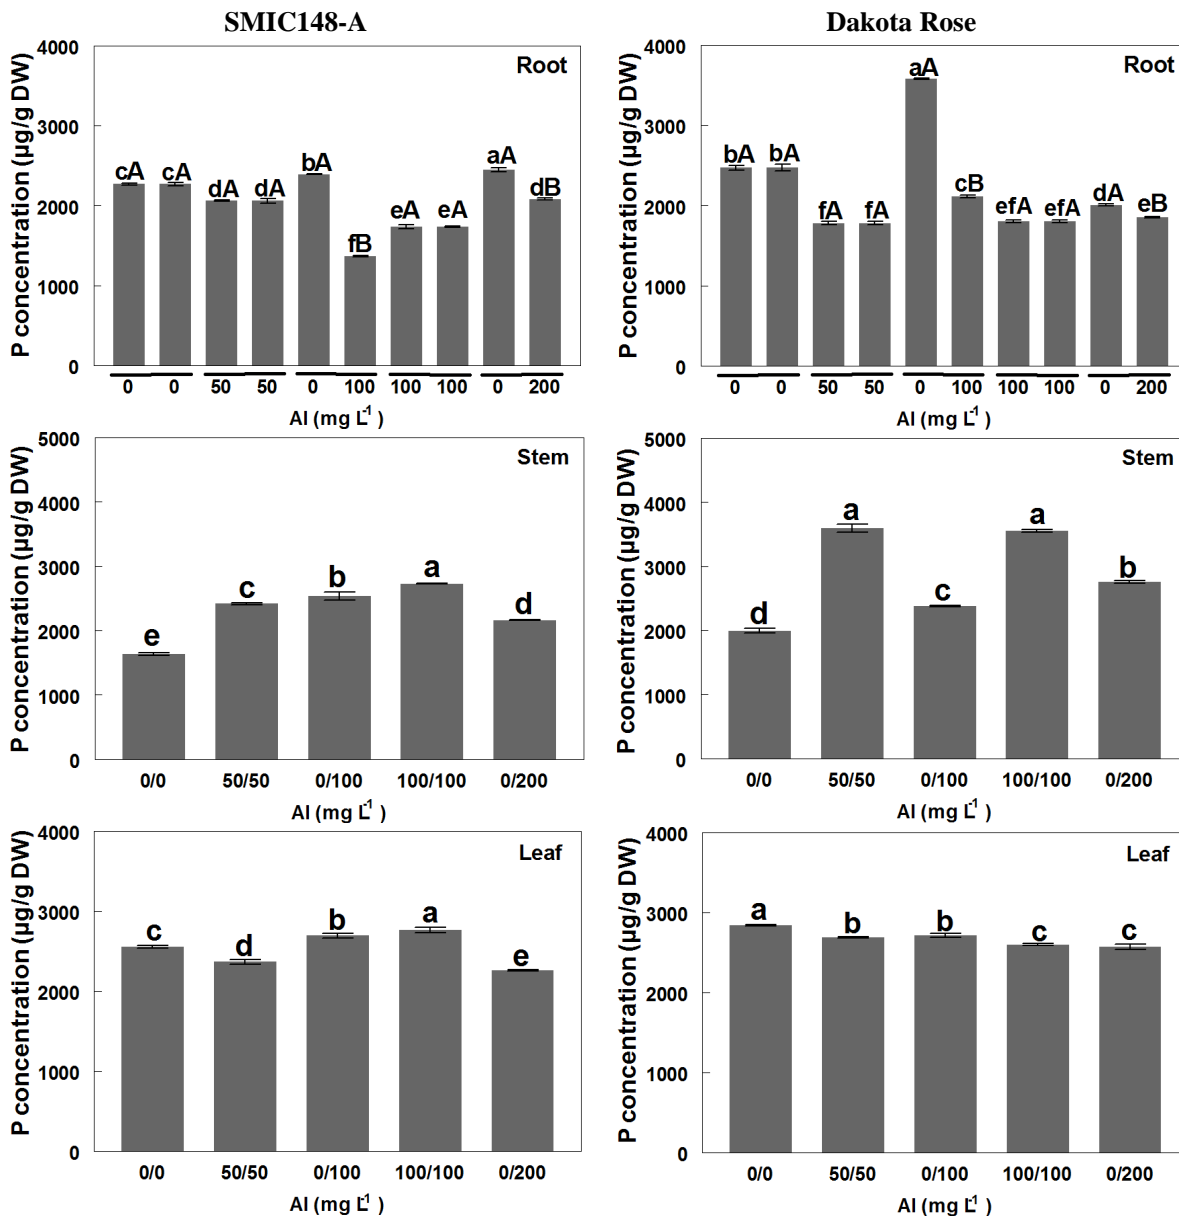 SMIC148-A
Dakota Rose
P concentration (µg/g DW)
4000
3000
2000
1000
0
Root
cA cA dA dA bA fB eA eA aA dB
0 0 50 50 0 100 100 100 0 200
Al (mg L-1 )
P concentration (µg/g DW)
4000
3000
2000
1000
0
Root
bA bA fA fA aA cB efA efA dA eB
0 0 50 50 0 100 100 100 0 200
Al (mg L-1 )
P concentration (µg/g DW)
5000
4000
3000
2000
1000
0
Stem
e c b a d
0/0 50/50 0/100 100/100 0/200
Al (mg L-1 )
P concentration (µg/g DW)
5000
4000
3000
2000
1000
0
Stem
d a c a b
0/0 50/50 0/100 100/100 0/200
Al (mg L-1 )
P concentration (µg/g DW)
4000
3000
2000
1000
0
Leaf
c d b a e
0/0 50/50 0/100 100/100 0/200
Al (mg L-1 )
P concentration (µg/g DW)
4000
3000
2000
1000
0
Leaf
a b b c c
0/0 50/50 0/100 100/100 0/200
Al (mg L-1 )